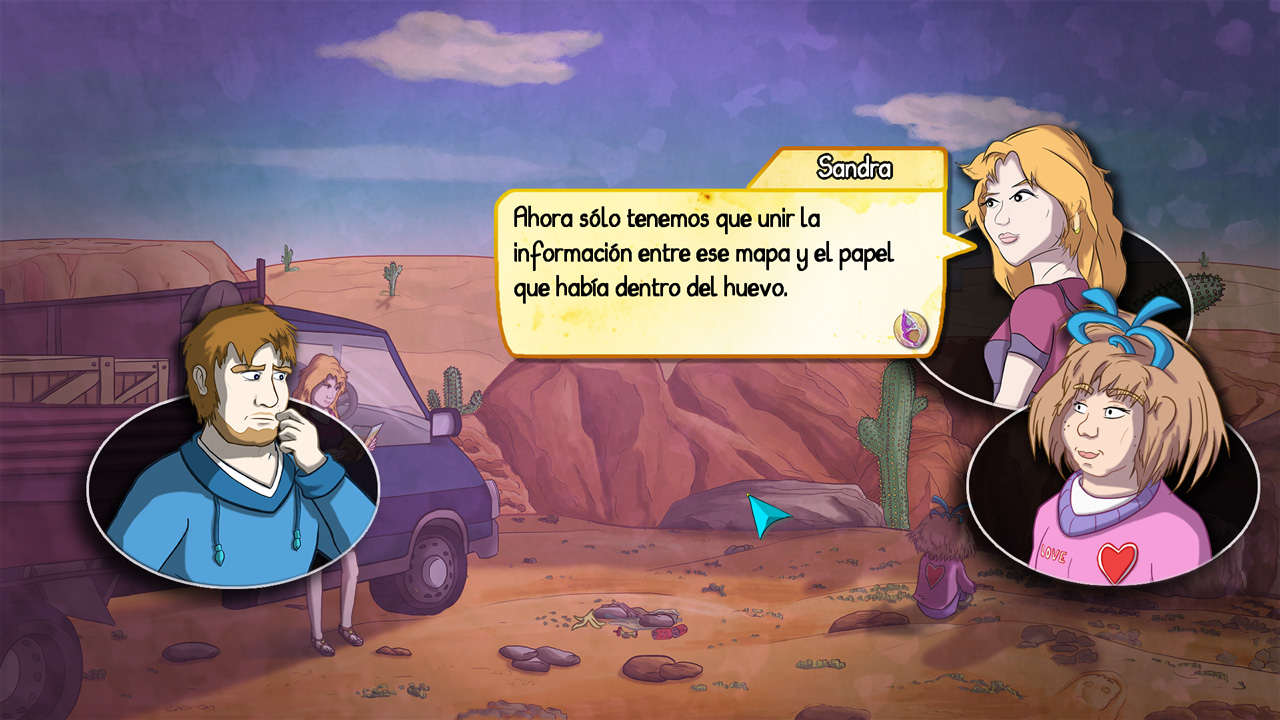 Sandra
Ahora sólo tenemos que unir la
información entre ese mapa y el papel
que había dentro del huevo.
LOVE